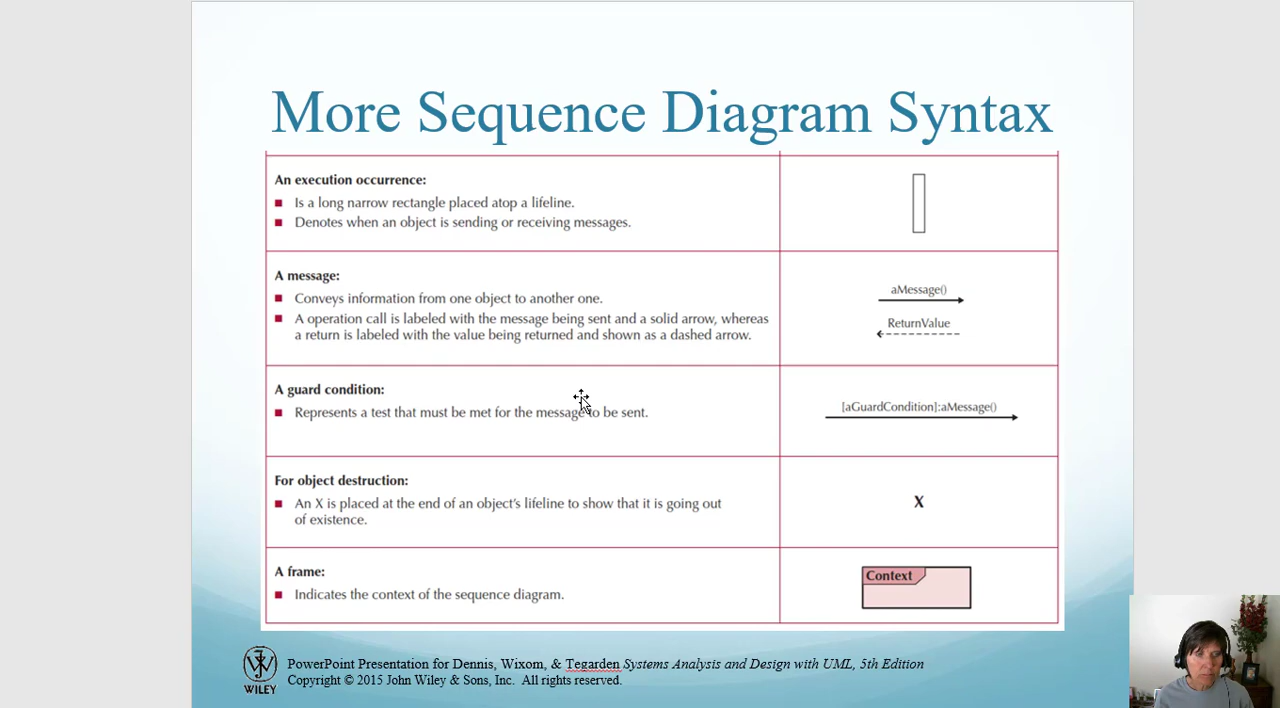 More Sequence Diagram Syntax
An execution occurrence:
Is a long narrow rectangle placed atop a lifeline.
Denotes when an object is sending or receiving messages.
A message:
Conveys information from one object to another one.
A operation call is labeled with the message being sent and a solid arrow, whereas
a return is labeled with the value being returned and shown as a dashed arrow.
aMessage()
ReturnValue
A guard condition:
Represents a test that must be met for the message to be sent.
[aGuardCondition]:aMessage()
For object destruction:
An X is placed at the end of an object's lifeline to show that it is going out
of existence.
X
A frame:
Indicates the context of the sequence diagram.
Context
WILEY
PowerPoint Presentation for Dennis, Wixom, & Tegarden Systems Analysis and Design with UML, 5th Edition
Copyright © 2015 John Wiley & Sons, Inc. All rights reserved.